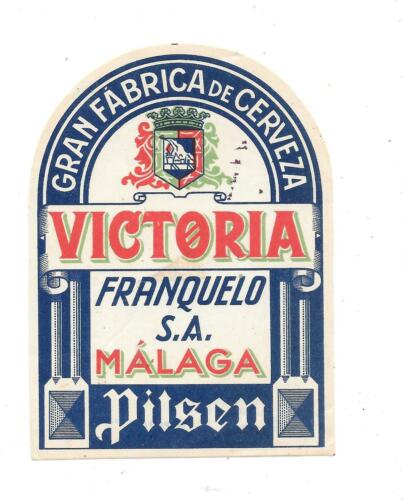 GRAN FÁBRICA DE CERVEZA
VICTORIA
FRANQUELO
S.A.
MÁLAGA
Pilsen